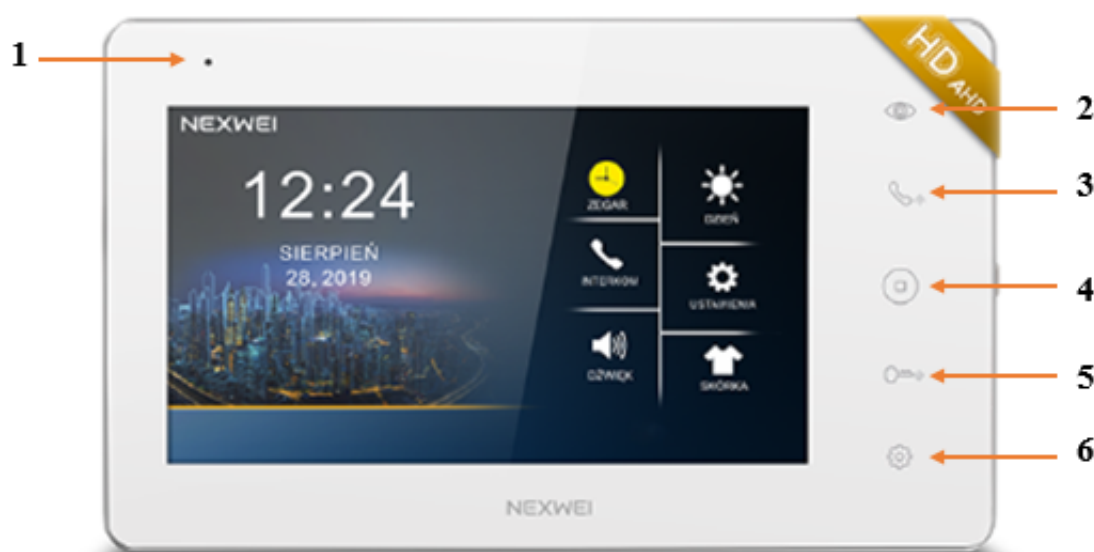 1
HD AHD
2
NEXWEI
12:24
ZEGAR
DZIEŃ
3
SIERPIEŃ
28, 2019
INTERKOM
USTAWIENIA
4
DŹWIĘK
SKÓRKA
5
6
NEXWEI